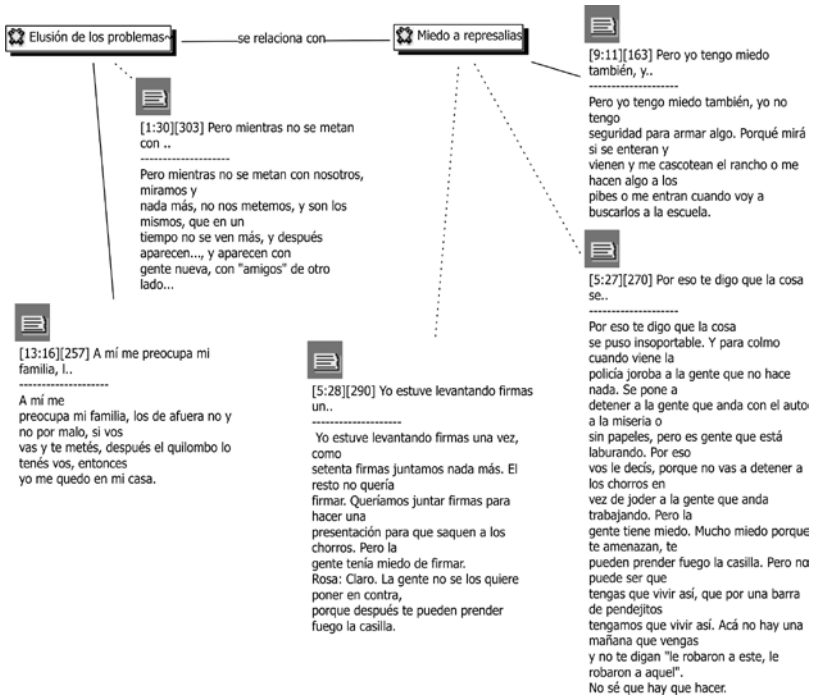 Elusión de los problemas~
se relaciona con
Miedo a represalias
[9:11][163] Pero yo tengo miedo
también, y..
--------------------
Pero yo tengo miedo también, yo no
tengo
seguridad para armar algo. Porqué mirá
si se enteran y
vienen y me cascotean el rancho o me
hacen algo a los
pibes o me entran cuando voy a
buscarlos a la escuela.
[1:30][303] Pero mientras no se metan
con ..
--------------------
Pero mientras no se metan con nosotros,
miramos y
nada más, no nos metemos, y son los
mismos, que en un
tiempo no se ven más, y después
aparecen..., y aparecen con
gente nueva, con "amigos" de otro
lado...
[5:27][270] Por eso te digo que la cosa
se..
--------------------
Por eso te digo que la cosa
se puso insoportable. Y para colmo
cuando viene la
policía joroba a la gente que no hace
nada. Se pone a
detener a la gente que anda con el auto
a la miseria o
sin papeles, pero es gente que está
laburando. Por eso
vos le decís, porque no vas a detener a
los chorros en
vez de joder a la gente que anda
trabajando. Pero la
gente tiene miedo. Mucho miedo porque
te amenazan, te
pueden prender fuego la casilla. Pero no
puede ser que
tengas que vivir así, que por una barra
de pendejitos
tengamos que vivir así. Acá no hay una
mañana que vengas
y no te digan "le robaron a este, le
robaron a aquel".
No sé que hay que hacer.
[13:16][257] A mí me preocupa mi
familia, l..
--------------------
A mí me
preocupa mi familia, los de afuera no y
no por malo, si vos
vas y te metés, después el quilombo lo
tenés vos, entonces
yo me quedo en mi casa.
[5:28][290] Yo estuve levantando firmas
un..
--------------------
Yo estuve levantando firmas una vez,
como
setenta firmas juntamos nada más. El
resto no quería
firmar. Queríamos juntar firmas para
hacer una
presentación para que saquen a los
chorros. Pero la
gente tenía miedo de firmar.
Rosa: Claro. La gente no se los quiere
poner en contra,
porque después te pueden prender
fuego la casilla.